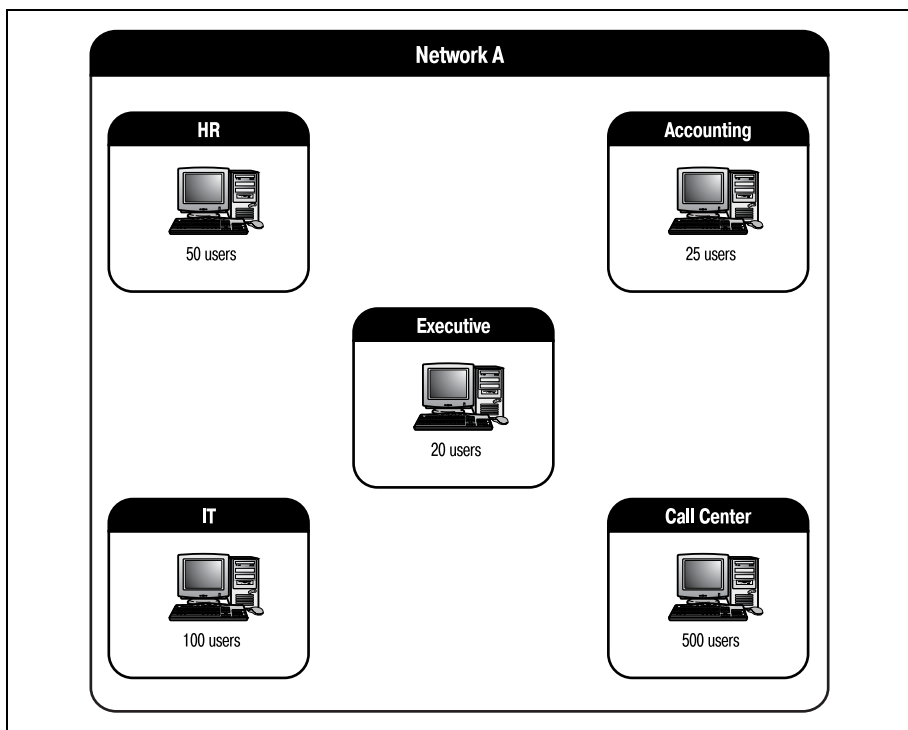 Network A
HR
50 users
Accounting
25 users
Executive
20 users
IT
100 users
Call Center
500 users